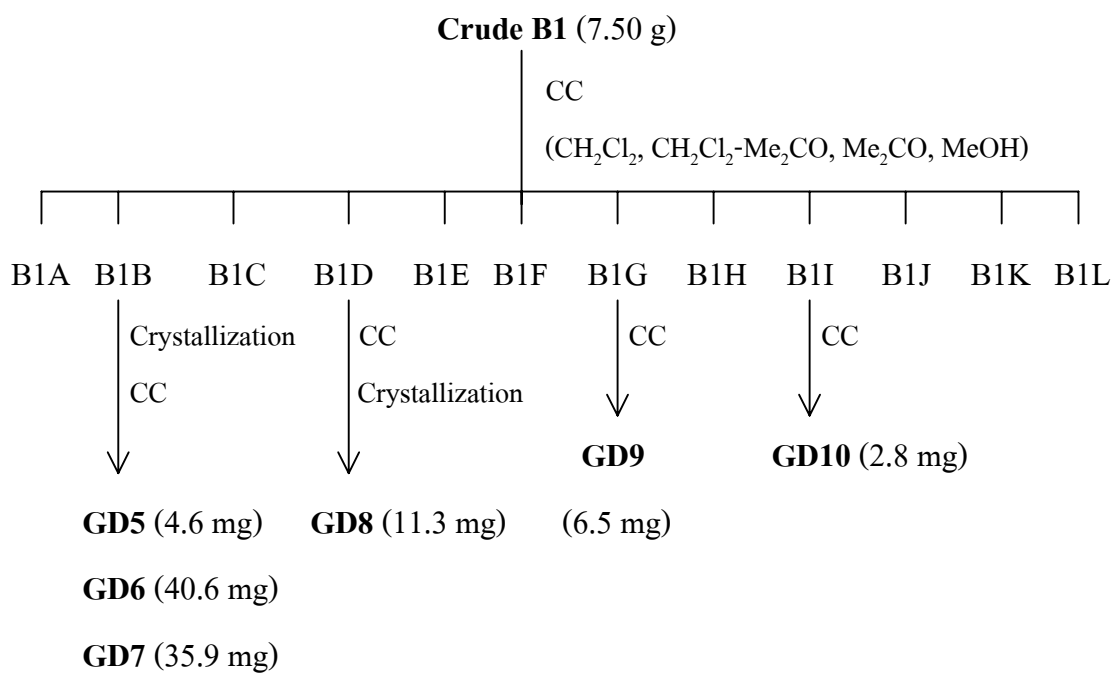 Crude B1 (7.50 g)
CC
(CH₂Cl₂, CH₂Cl₂-Me₂CO, Me₂CO, MeOH)
B1A B1B B1C B1D B1E B1F B1G B1H B1I B1J B1K B1L
Crystallization CC CC CC
CC Crystallization
GD9 GD10 (2.8 mg)
GD5 (4.6 mg) GD8 (11.3 mg) (6.5 mg)
GD6 (40.6 mg)
GD7 (35.9 mg)